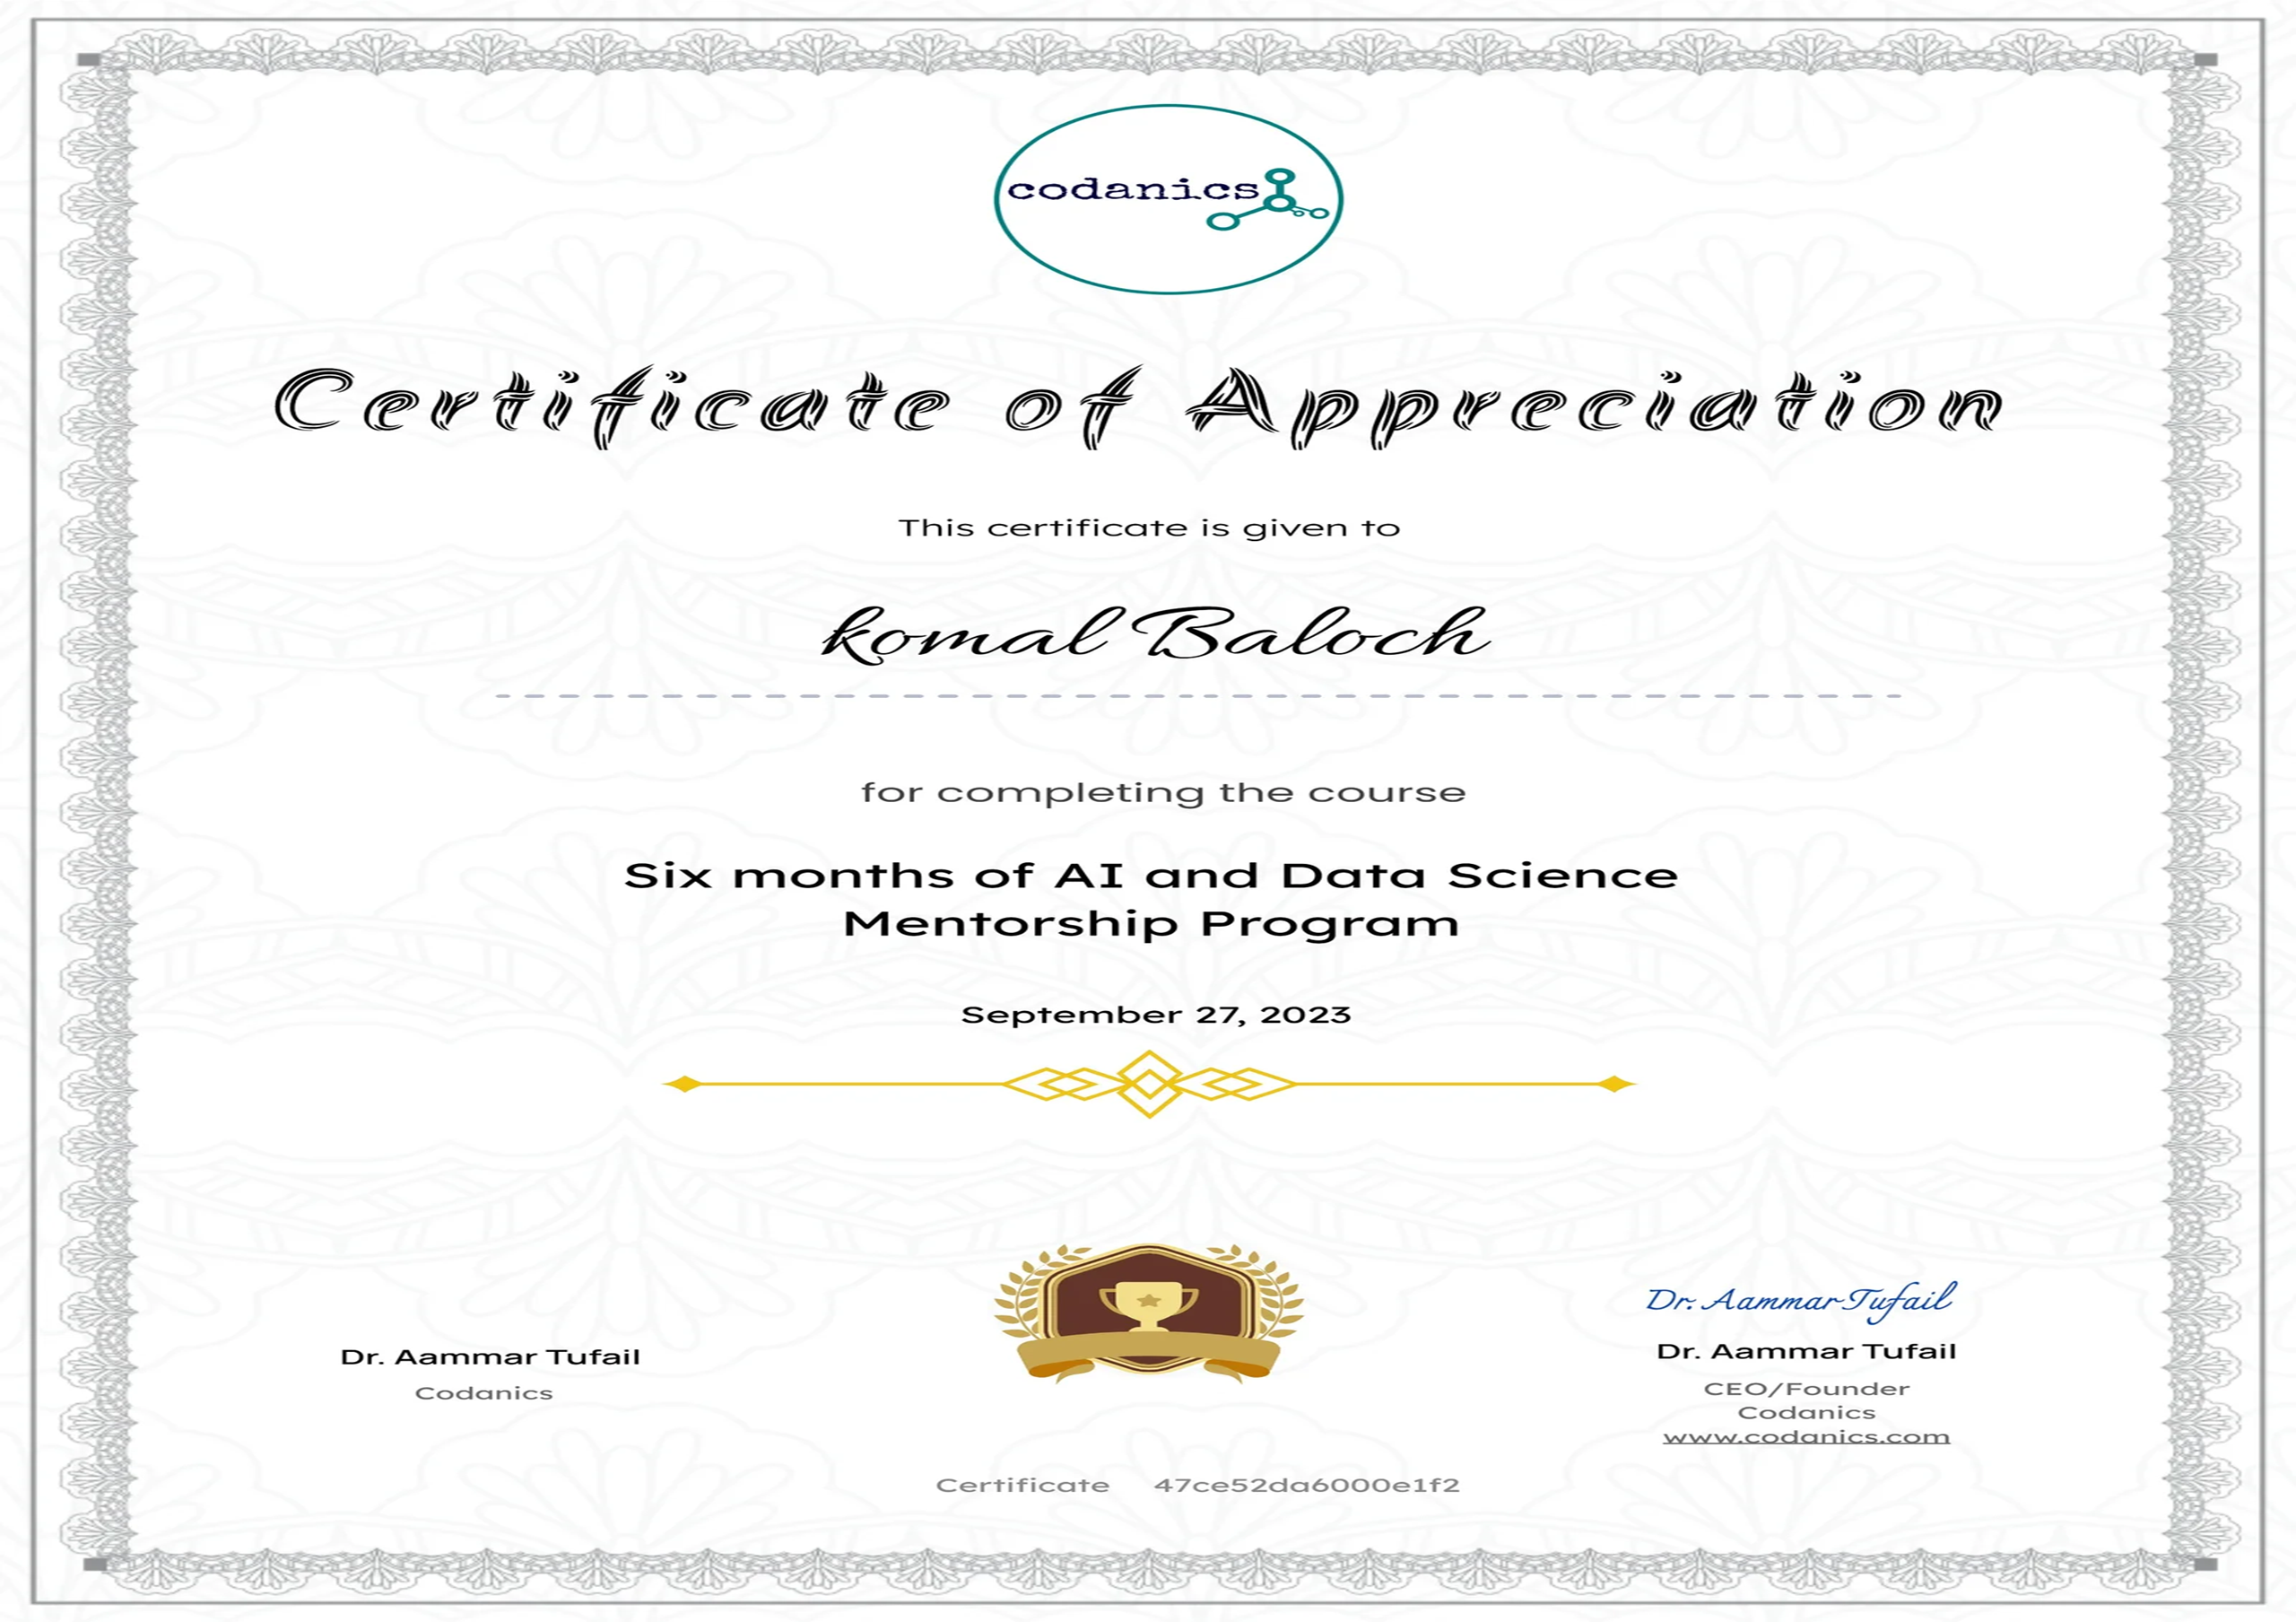 codanics
Certificate of Appreciation
This certificate is given to
komal Baloch
for completing the course
Six months of AI and Data Science
Mentorship Program
September 27, 2023
Dr. Aammar Tufail
Codanics
Dr. Aammar Tufail
Dr. Aammar Tufail
CEO/Founder
Codanics
www.codanics.com
Certificate 47ce52da6000e1f2